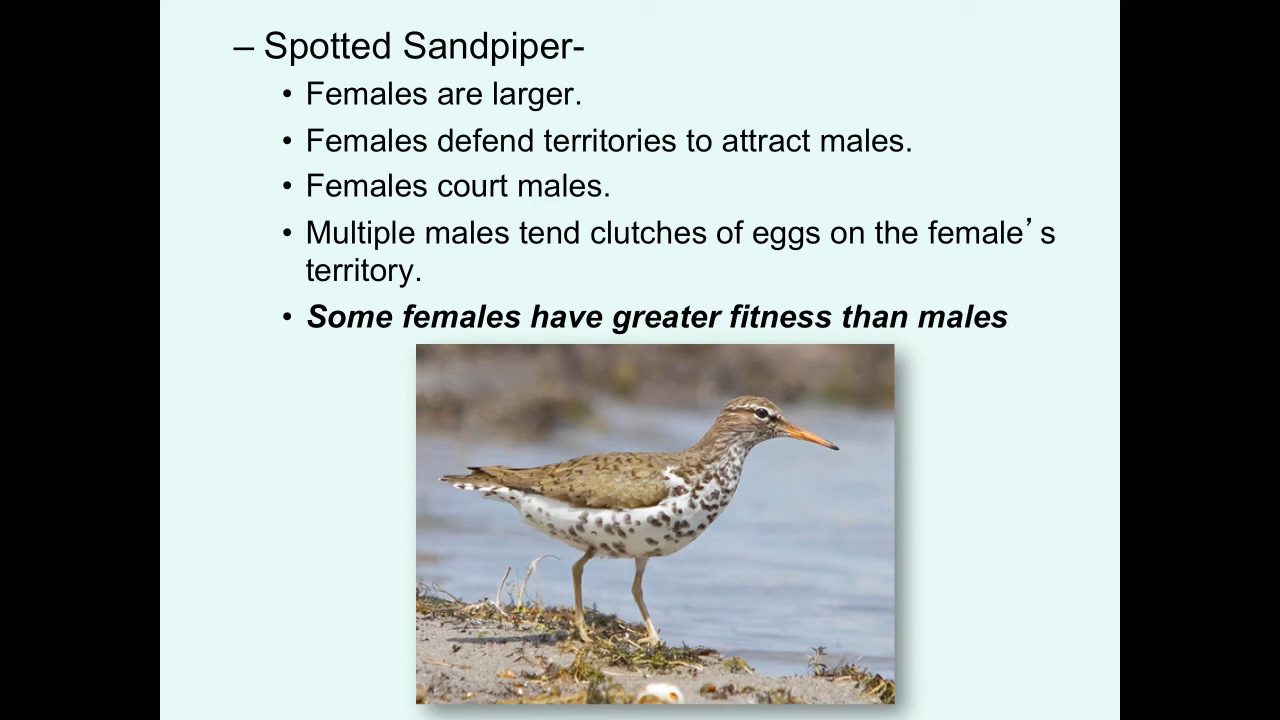 – Spotted Sandpiper-
• Females are larger.
• Females defend territories to attract males.
• Females court males.
• Multiple males tend clutches of eggs on the female’s
territory.
• Some females have greater fitness than males